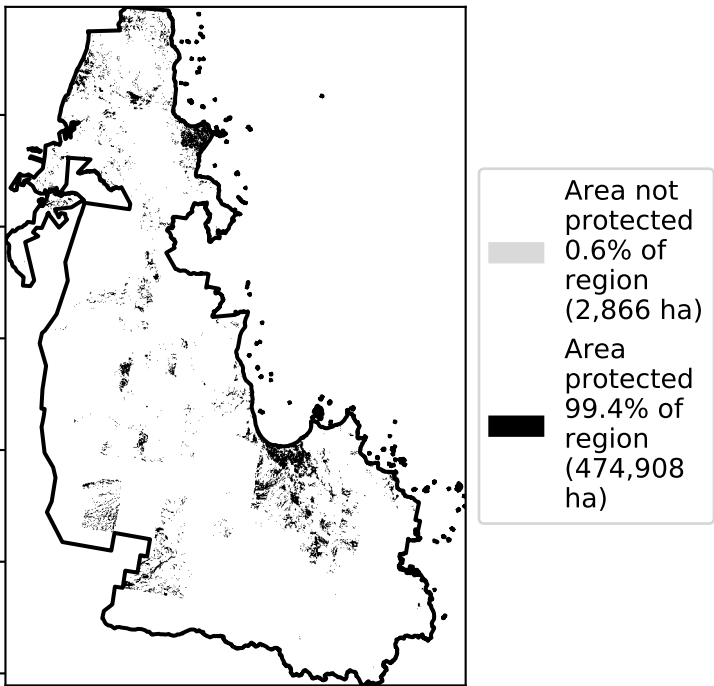 Area not
protected
0.6% of
region
(2,866 ha)
Area
protected
99.4% of
region
(474,908
ha)